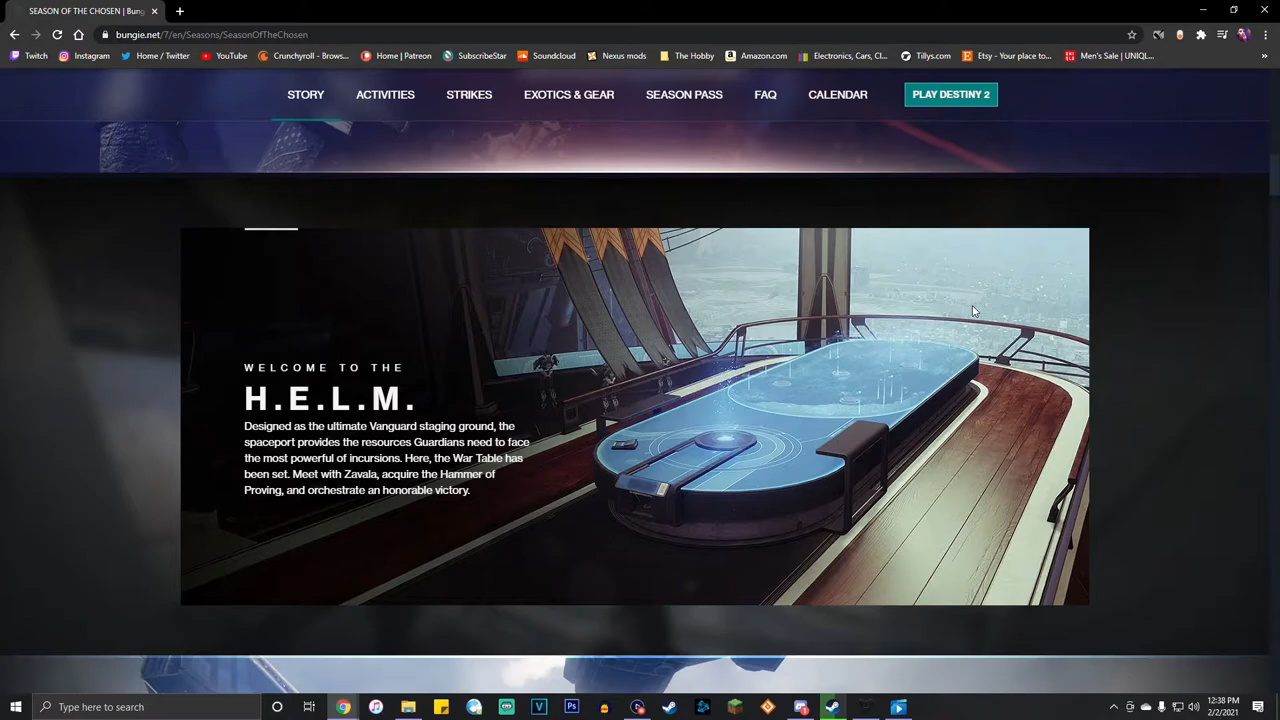 SEASON OF THE CHOSEN | Bung
bungie.net/7/en/Seasons/SeasonOfTheChosen
Twitch Instagram Home / Twitter YouTube Crunchyroll - Brows... Home | Patreon SubscribeStar Soundcloud Nexus mods The Hobby Amazon.com Electronics, Cars, Cl... Tillys.com Etsy - Your place to... Men's Sale | UNIQL...
STORY ACTIVITIES STRIKES EXOTICS & GEAR SEASON PASS FAQ CALENDAR PLAY DESTINY 2
WELCOME TO THE
H.E.L.M.
Designed as the ultimate Vanguard staging ground, the
spaceport provides the resources Guardians need to face
the most powerful of incursions. Here, the War Table has
been set. Meet with Zavala, acquire the Hammer of
Proving, and orchestrate an honorable victory.
Type here to search
12:38 PM
2/2/2021